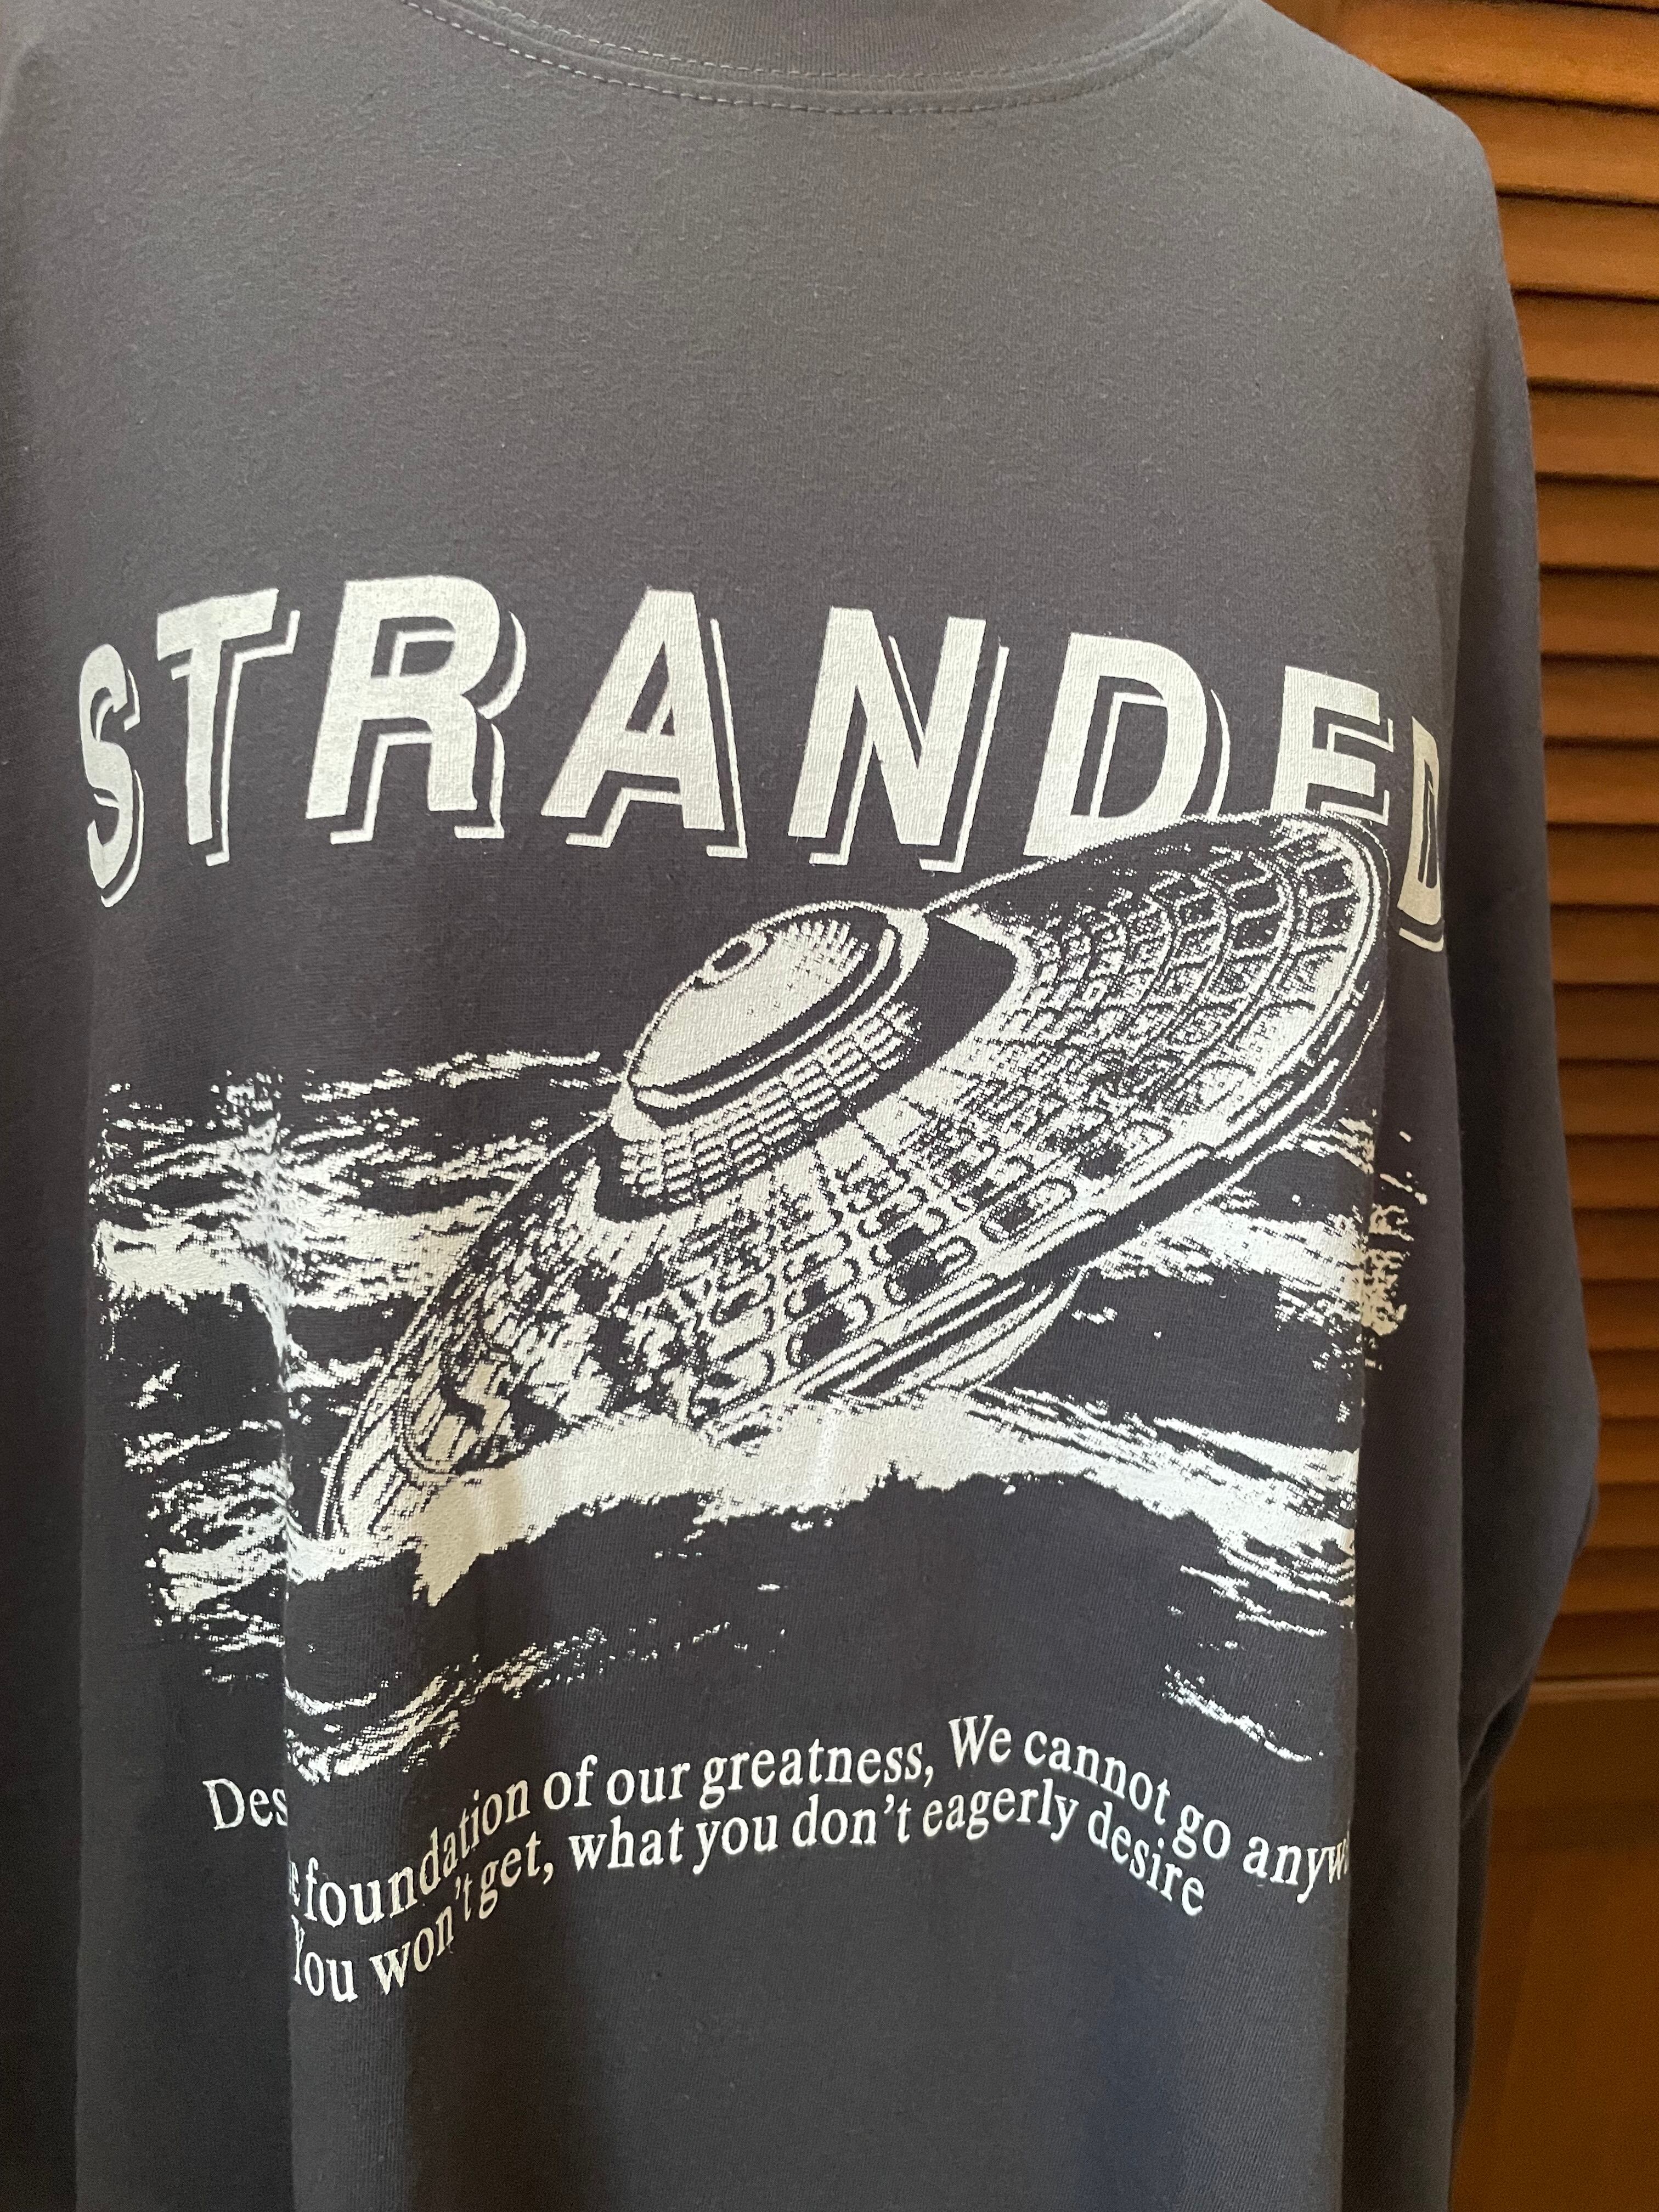 STRANDED
foundation of our greatness, We cannot go
You won't get, what you don't eagerly desire